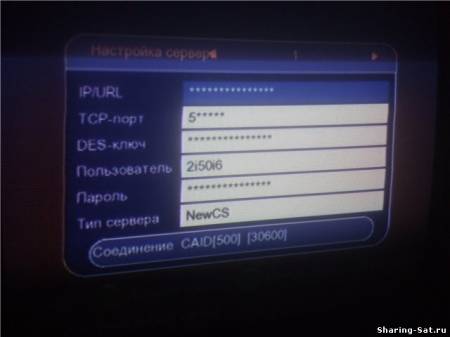 Настройка сервера 1
IP/URL ***************
TCP-порт 5*****
DES-ключ ***************
Пользователь 2i50i6
Пароль ***************
Тип сервера NewCS
Соединение CAID[500] [30600]
Sharing-Sat.ru